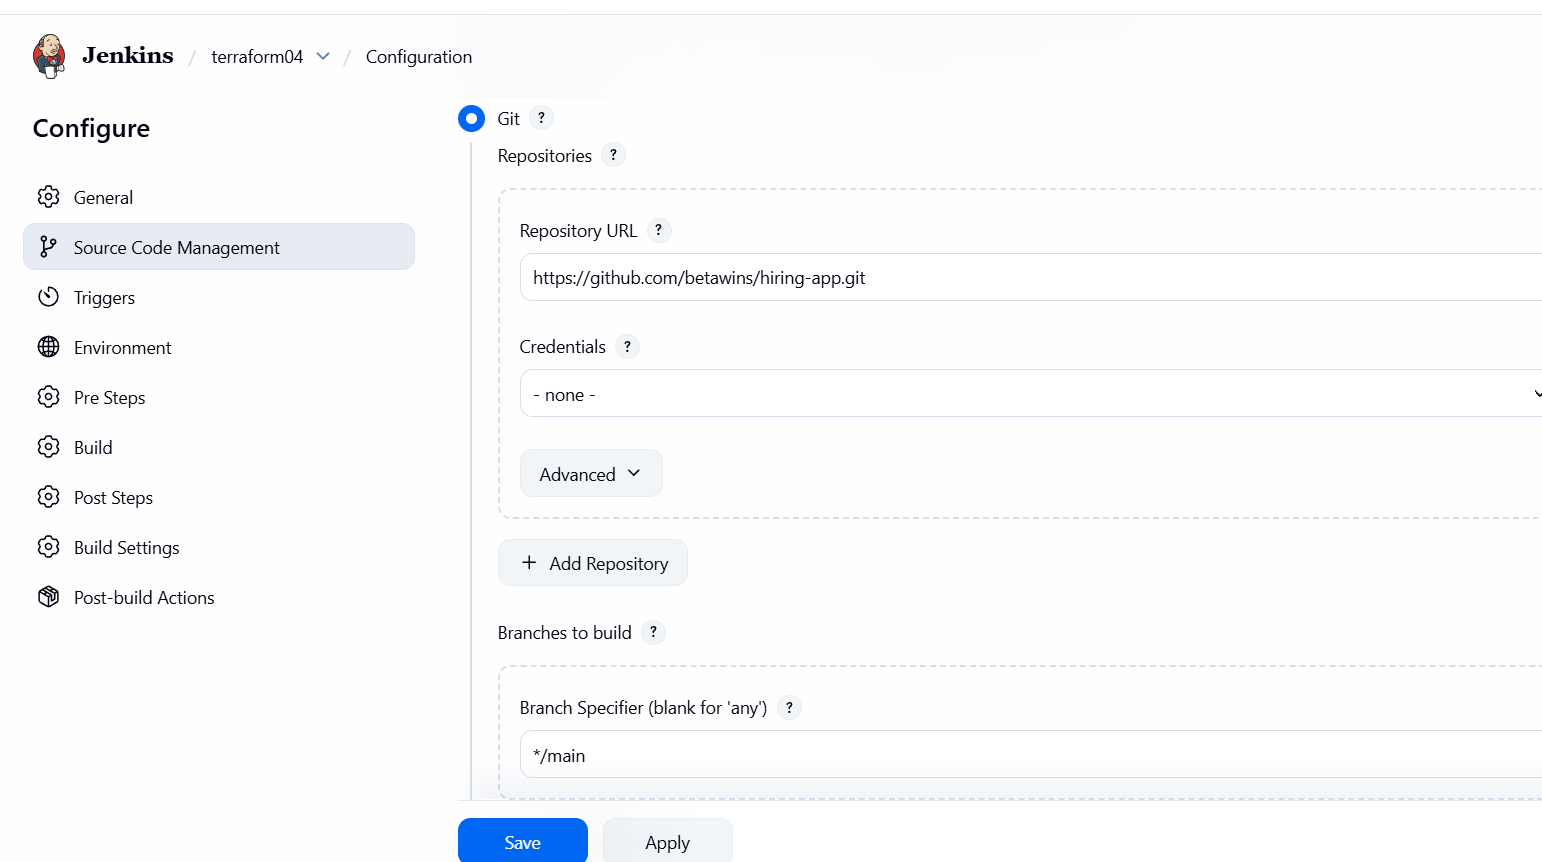 Jenkins / terraform04 / Configuration
Configure
General
Source Code Management
Triggers
Environment
Pre Steps
Build
Post Steps
Build Settings
Post-build Actions
Git ?
Repositories ?
Repository URL ?
https://github.com/betawins/hiring-app.git
Credentials ?
- none -
Advanced
+ Add Repository
Branches to build ?
Branch Specifier (blank for 'any') ?
*/main
Save Apply